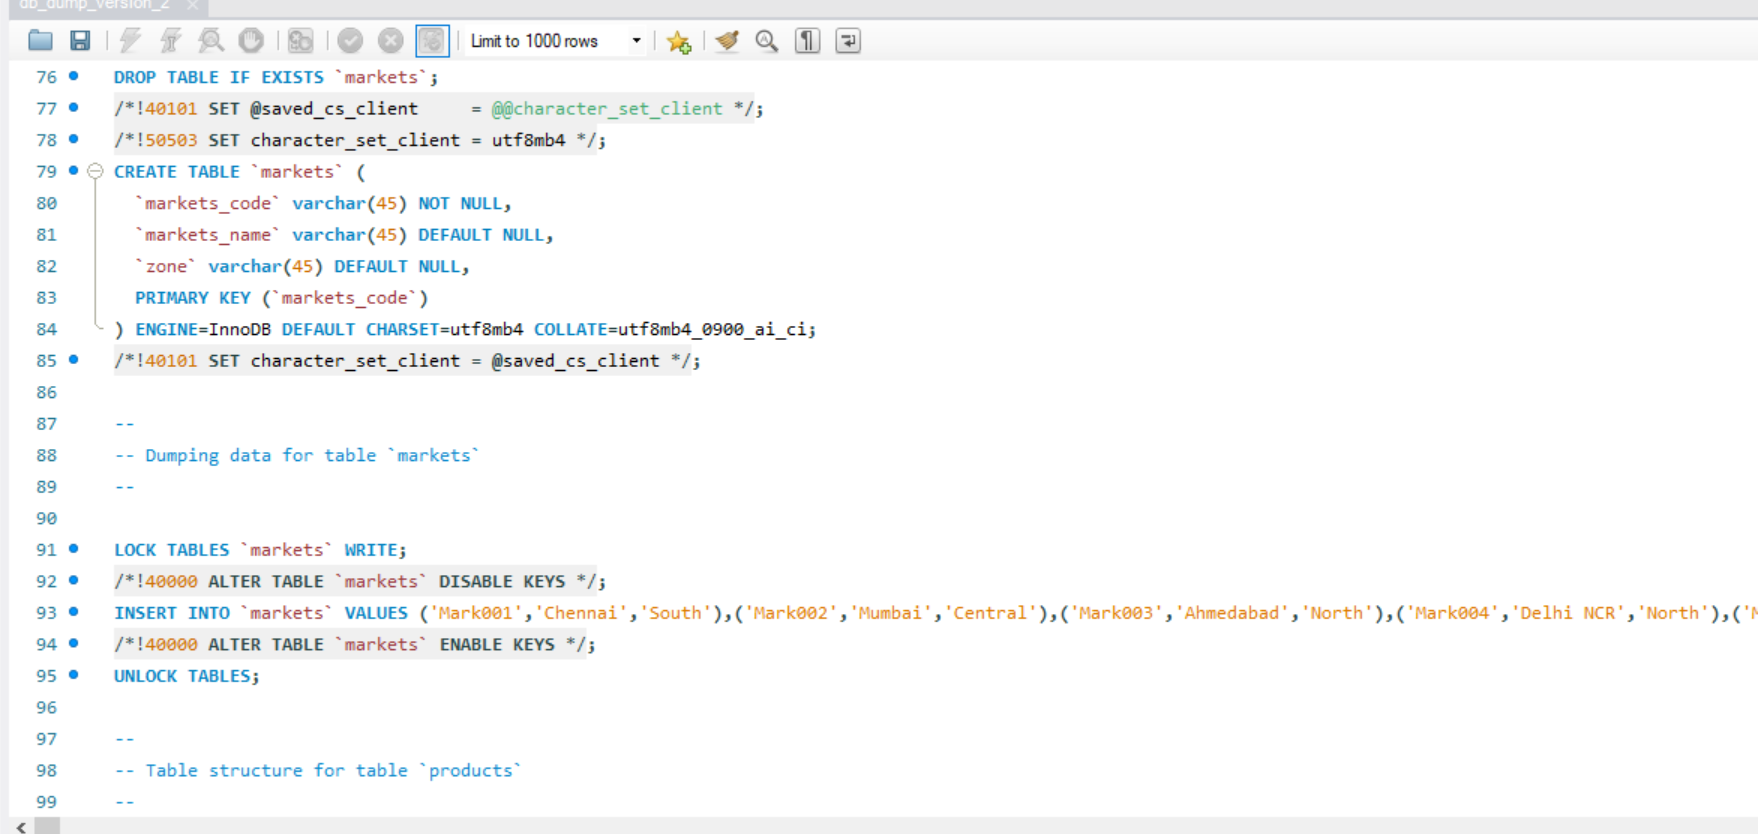 db_dump_version_2
Limit to 1000 rows
76 DROP TABLE IF EXISTS `markets`;
77 /*!40101 SET @saved_cs_client     = @@character_set_client */;
78 /*!50503 SET character_set_client = utf8mb4 */;
79 CREATE TABLE `markets` (
80   `markets_code` varchar(45) NOT NULL,
81   `markets_name` varchar(45) DEFAULT NULL,
82   `zone` varchar(45) DEFAULT NULL,
83   PRIMARY KEY (`markets_code`)
84 ) ENGINE=InnoDB DEFAULT CHARSET=utf8mb4 COLLATE=utf8mb4_0900_ai_ci;
85 /*!40101 SET character_set_client = @saved_cs_client */;
86
87 --
88 -- Dumping data for table `markets`
89 --
90
91 LOCK TABLES `markets` WRITE;
92 /*!40000 ALTER TABLE `markets` DISABLE KEYS */;
93 INSERT INTO `markets` VALUES ('Mark001','Chennai','South'),('Mark002','Mumbai','Central'),('Mark003','Ahmedabad','North'),('Mark004','Delhi NCR','North'),('M
94 /*!40000 ALTER TABLE `markets` ENABLE KEYS */;
95 UNLOCK TABLES;
96
97 --
98 -- Table structure for table `products`
99 --